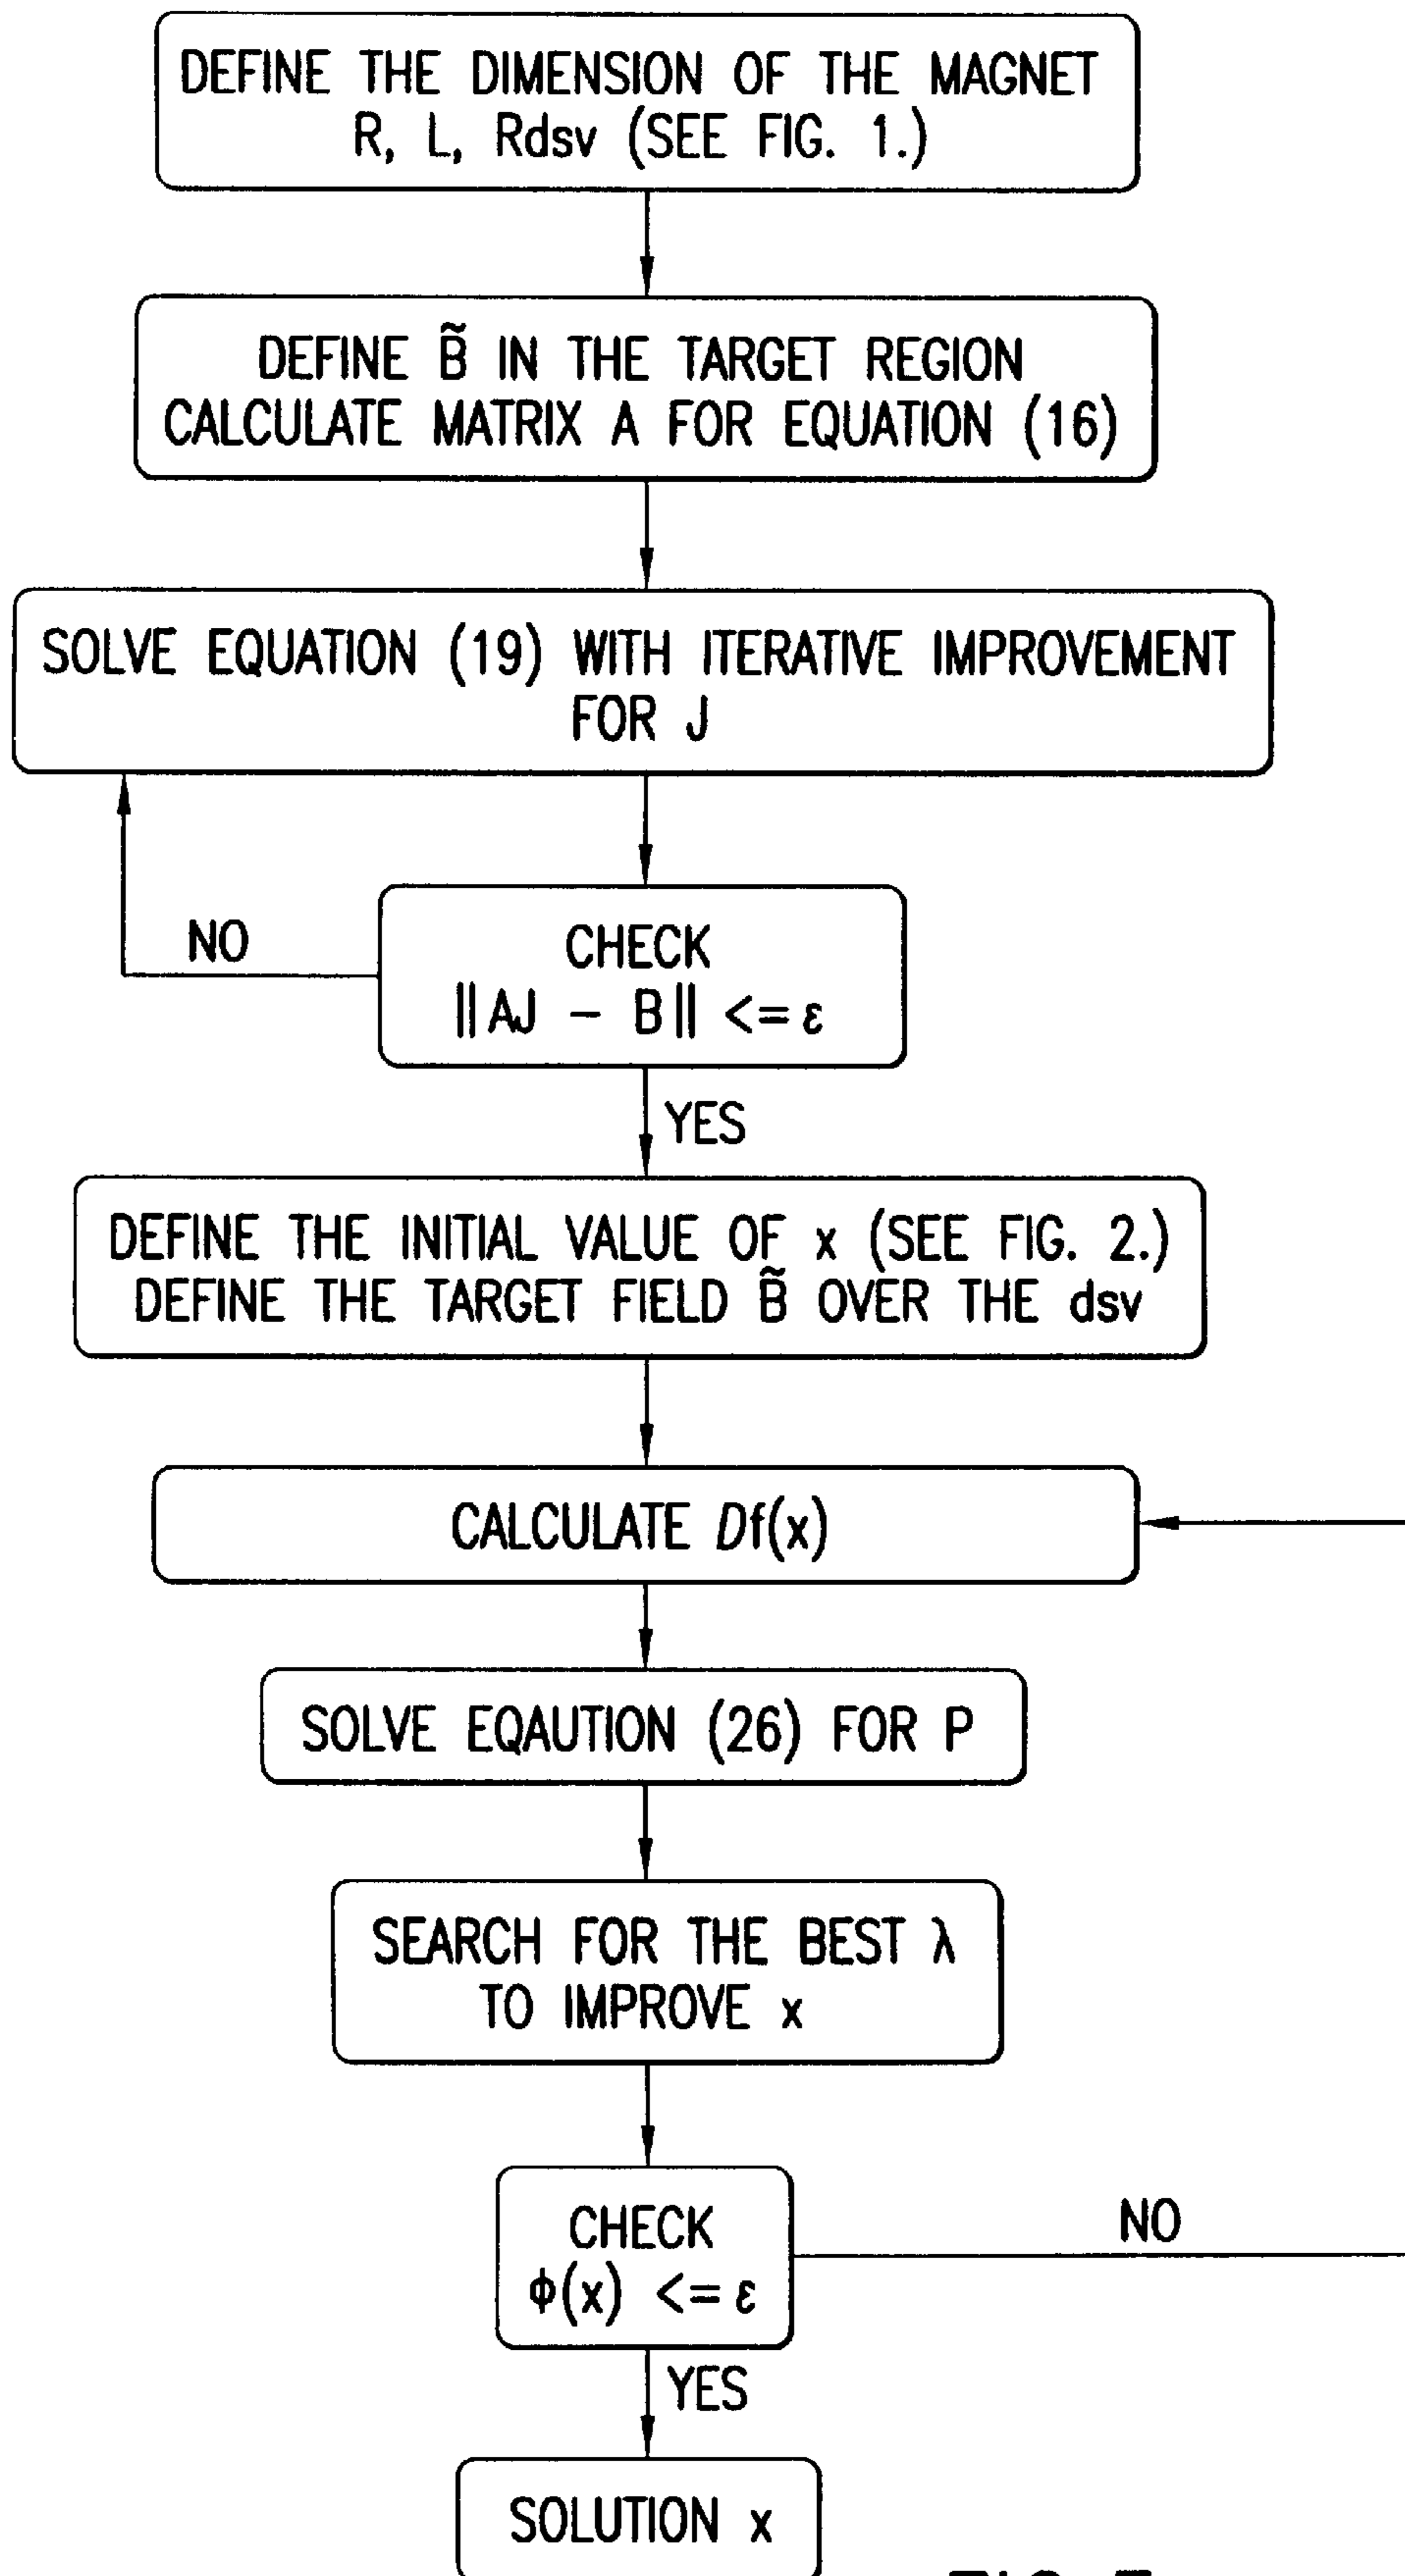 DEFINE THE DIMENSION OF THE MAGNET
R, L, Rdsv (SEE FIG. 1.)
DEFINE B̃ IN THE TARGET REGION
CALCULATE MATRIX A FOR EQUATION (16)
SOLVE EQUATION (19) WITH ITERATIVE IMPROVEMENT
FOR J
NO
CHECK
||AJ - B|| <= ε
YES
DEFINE THE INITIAL VALUE OF x (SEE FIG. 2.)
DEFINE THE TARGET FIELD B̃ OVER THE dsv
CALCULATE Df(x)
SOLVE EQAUTION (26) FOR P
SEARCH FOR THE BEST λ
TO IMPROVE x
CHECK
ϕ(x) <= ε
NO
YES
SOLUTION x